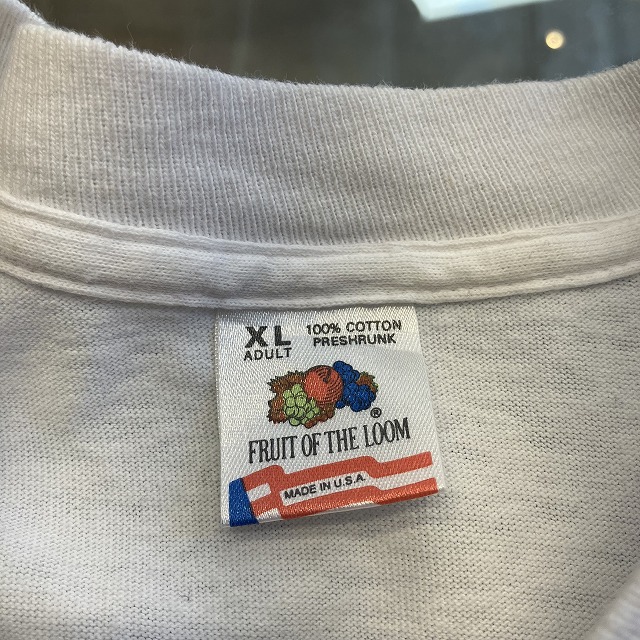 XL 100% COTTON
ADULT PRESHRUNK
®
FRUIT OF THE LOOM
MADE IN U.S.A.